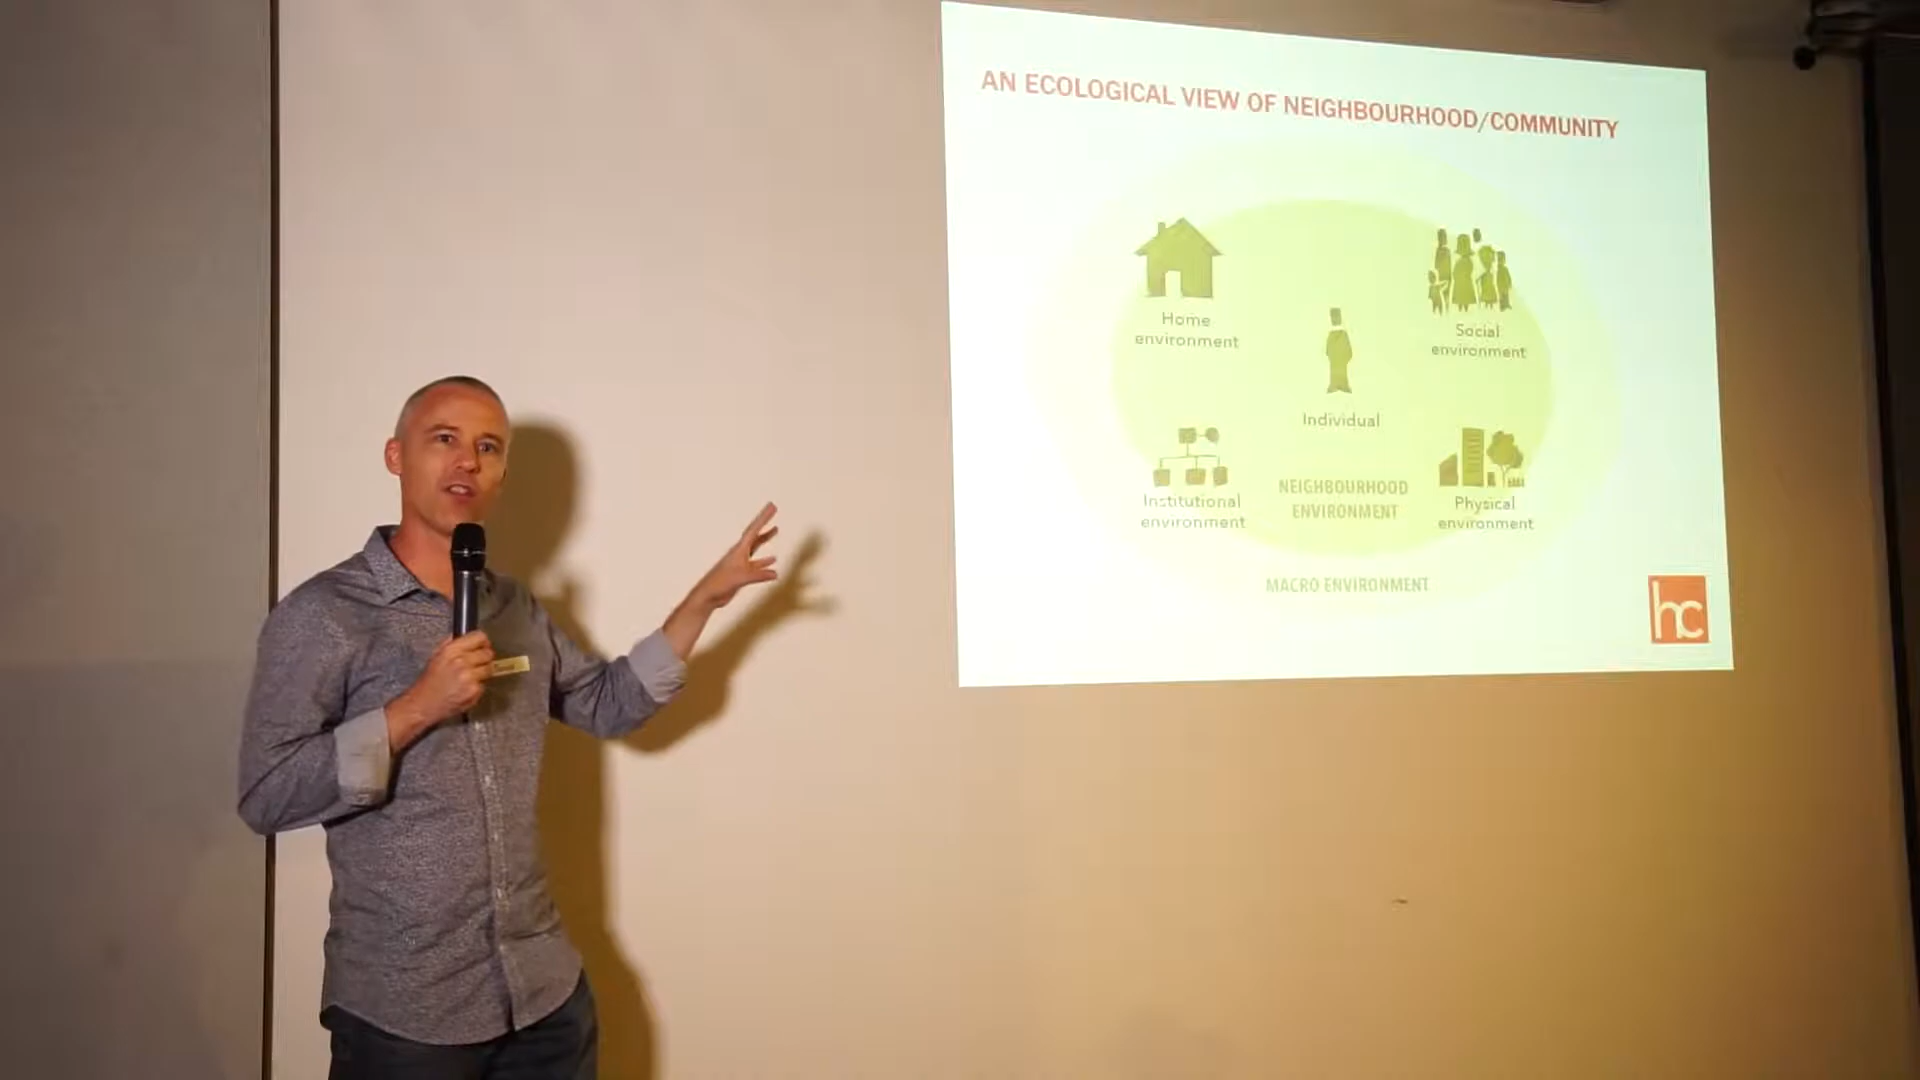 AN ECOLOGICAL VIEW OF NEIGHBOURHOOD/COMMUNITY
Home
environment
Social
environment
Individual
Institutional
environment
NEIGHBOURHOOD
ENVIRONMENT
Physical
environment
MACRO ENVIRONMENT
hc